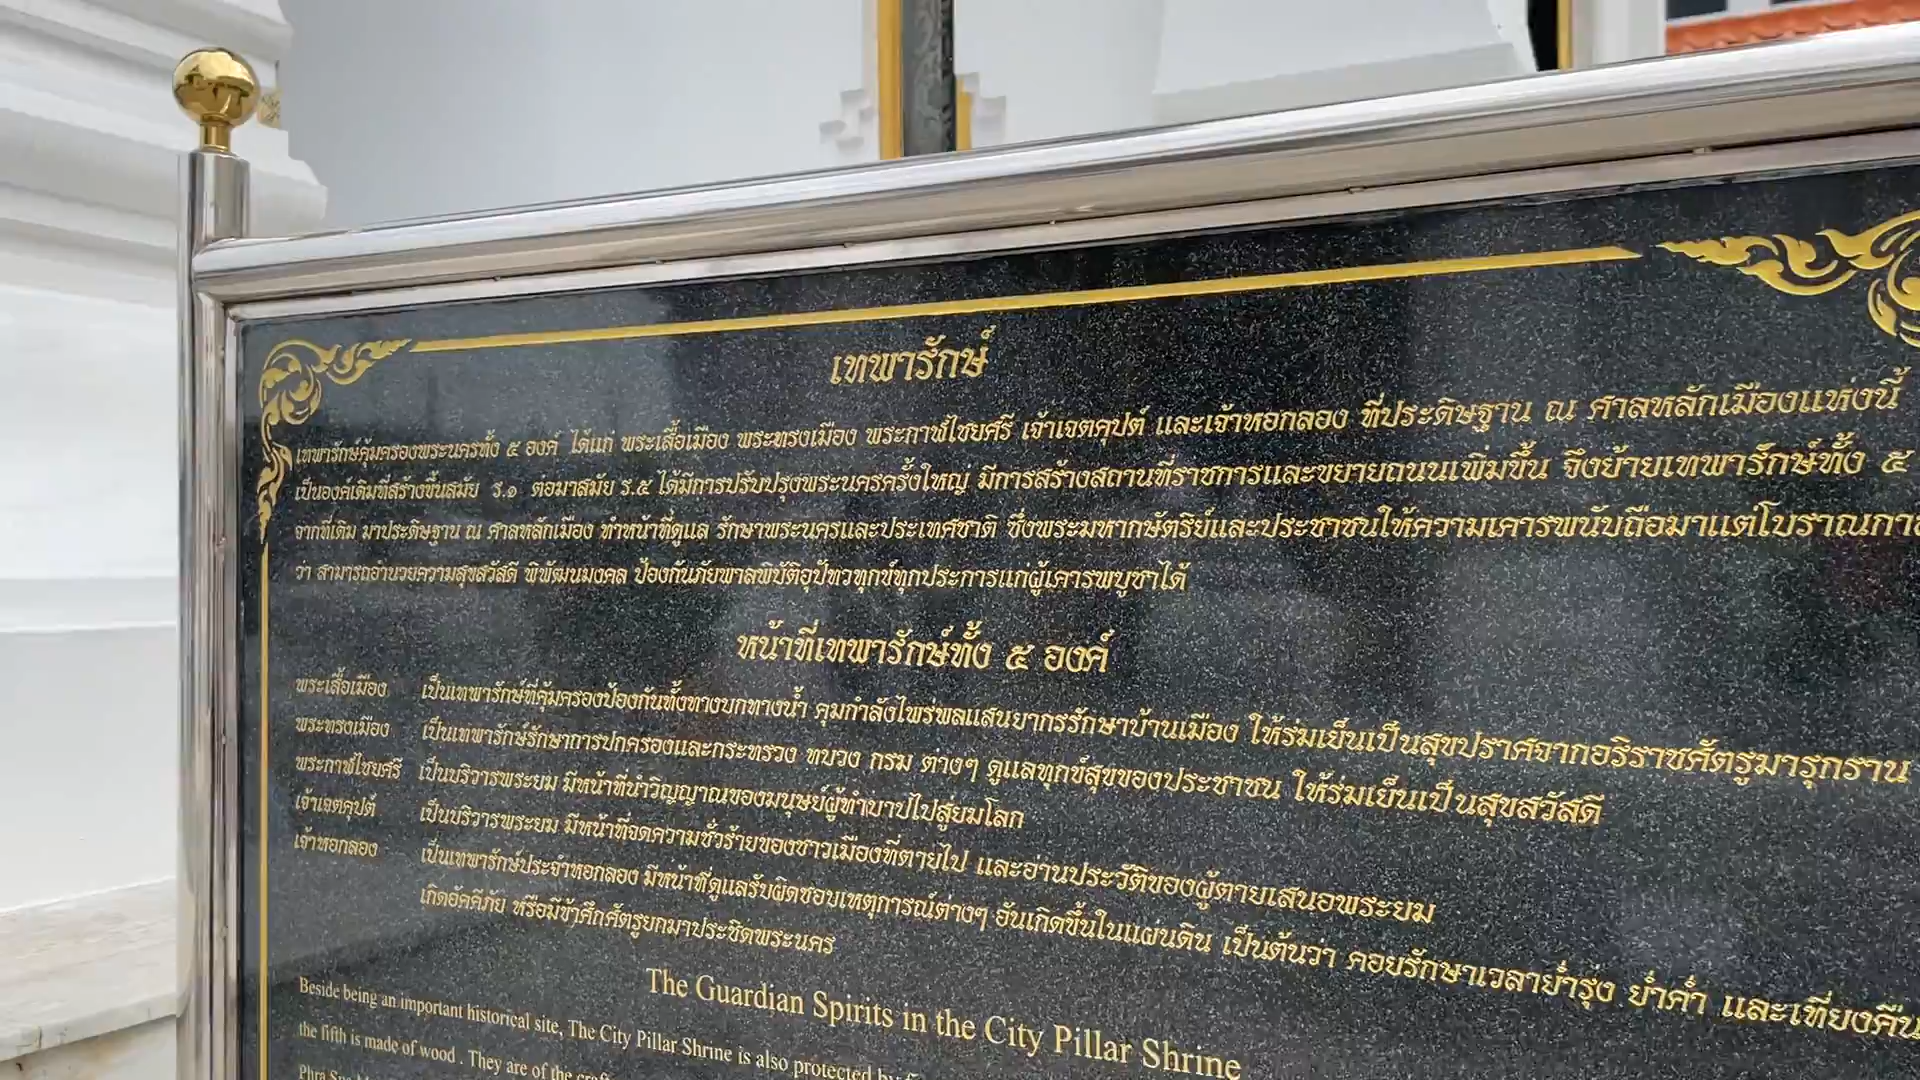 เทพารักษ์
เทพารักษ์คุ้มครองพระนครทั้ง ๕ องค์ ได้แก่ พระเสื้อเมือง พระทรงเมือง พระกาฬไชยศรี เจ้าเจตคุปต์ และเจ้าหอกลอง ที่ประดิษฐาน ณ ศาลหลักเมืองแห่งนี้
เป็นองค์เดิมที่สร้างขึ้นสมัย ร.๑ ต่อมาสมัย ร.๕ ได้มีการปรับปรุงพระนครครั้งใหญ่ มีการสร้างสถานที่ราชการและขยายถนนเพิ่มขึ้น จึงย้ายเทพารักษ์ทั้ง ๕
จากที่เดิม มาประดิษฐาน ณ ศาลหลักเมือง ทำหน้าที่ดูแล รักษาพระนครและประเทศชาติ ซึ่งพระมหากษัตริย์และประชาชนให้ความเคารพนับถือมาแต่โบราณกา
ว่า สามารถอำนวยความสุขสวัสดี พิพัฒนมงคล ป้องกันภัยพาลพิบัติอุปัทวทุกข์ทุกประการแก่ผู้เคารพบูชาได้
หน้าที่เทพารักษ์ทั้ง ๕ องค์
พระเสื้อเมือง เป็นเทพารักษ์ที่คุ้มครองป้องกันทั้งทางบกทางน้ำ คุมกำลังไพร่พลแสนยากรรักษาบ้านเมือง ให้ร่มเย็นเป็นสุขปราศจากอริราชศัตรูมารุกราน
พระทรงเมือง เป็นเทพารักษ์รักษาการปกครองและกระทรวง ทบวง กรม ต่างๆ ดูแลทุกข์สุขของประชาชน ให้ร่มเย็นเป็นสุขสวัสดี
พระกาฬไชยศรี เป็นบริวารพระยม มีหน้าที่นำวิญญาณของมนุษย์ผู้ทำบาปไปสู่ยมโลก
เจ้าเจตคุปต์ เป็นบริวารพระยม มีหน้าที่จดความชั่วร้ายของชาวเมืองที่ตายไป และอ่านประวัติของผู้ตายเสนอพระยม
เจ้าหอกลอง เป็นเทพารักษ์ประจำหอกลอง มีหน้าที่ดูแลรับผิดชอบเหตุการณ์ต่างๆ อันเกิดขึ้นในแผ่นดิน เป็นต้นว่า คอยรักษาเวลาย่ำรุ่ง ย่ำค่ำ และเที่ยงคืน
เกิดอัคคีภัย หรือมีข้าศึกศัตรูยกมาประชิดพระนคร
The Guardian Spirits in the City Pillar Shrine
Beside being an important historical site, The City Pillar Shrine is also protected by
the fifth is made of wood . They are of the